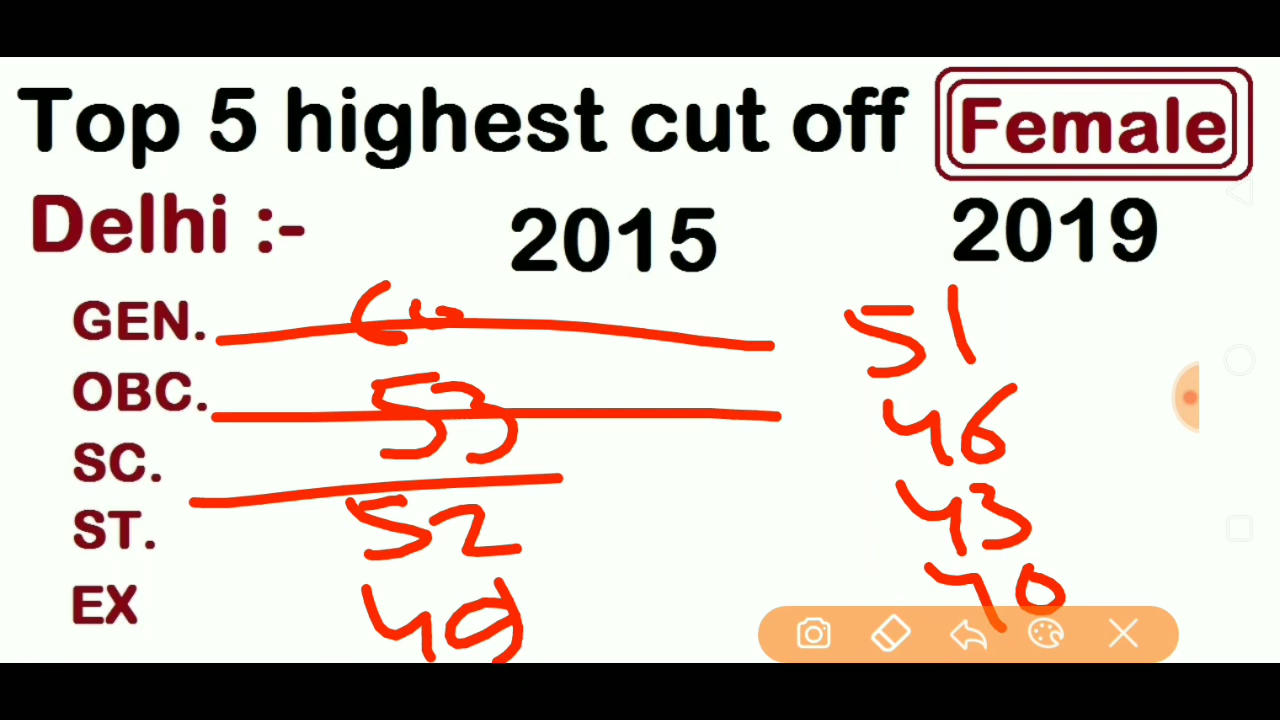 Top 5 highest cut off Female
Delhi :- 2015 2019
GEN. 51
OBC. 53 46
SC. 43
ST. 52 40
EX 49